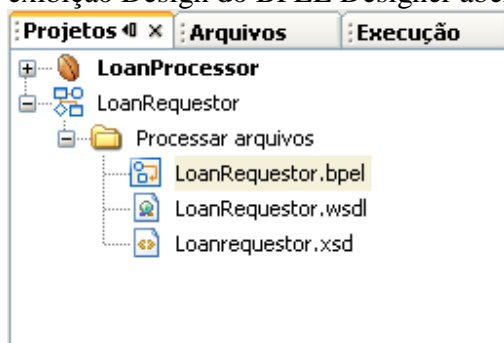 Projetos Arquivos Execução
LoanProcessor
LoanRequestor
Processar arquivos
LoanRequestor.bpel
LoanRequestor.wsdl
Loanrequestor.xsd